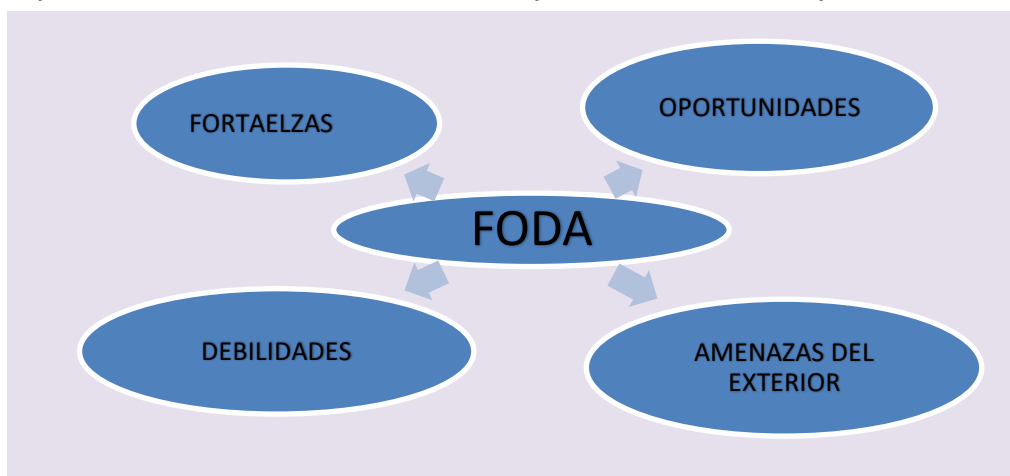 FORTAELZAS
OPORTUNIDADES
FODA
DEBILIDADES
AMENAZAS DEL
EXTERIOR